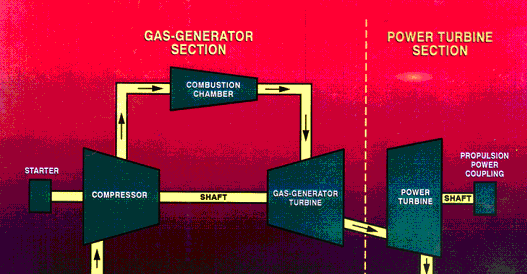 GAS-GENERATOR
SECTION
POWER TURBINE
SECTION
COMBUSTION
CHAMBER
STARTER
COMPRESSOR
SHAFT
GAS-GENERATOR
TURBINE
POWER
TURBINE
SHAFT
PROPULSION
POWER
COUPLING